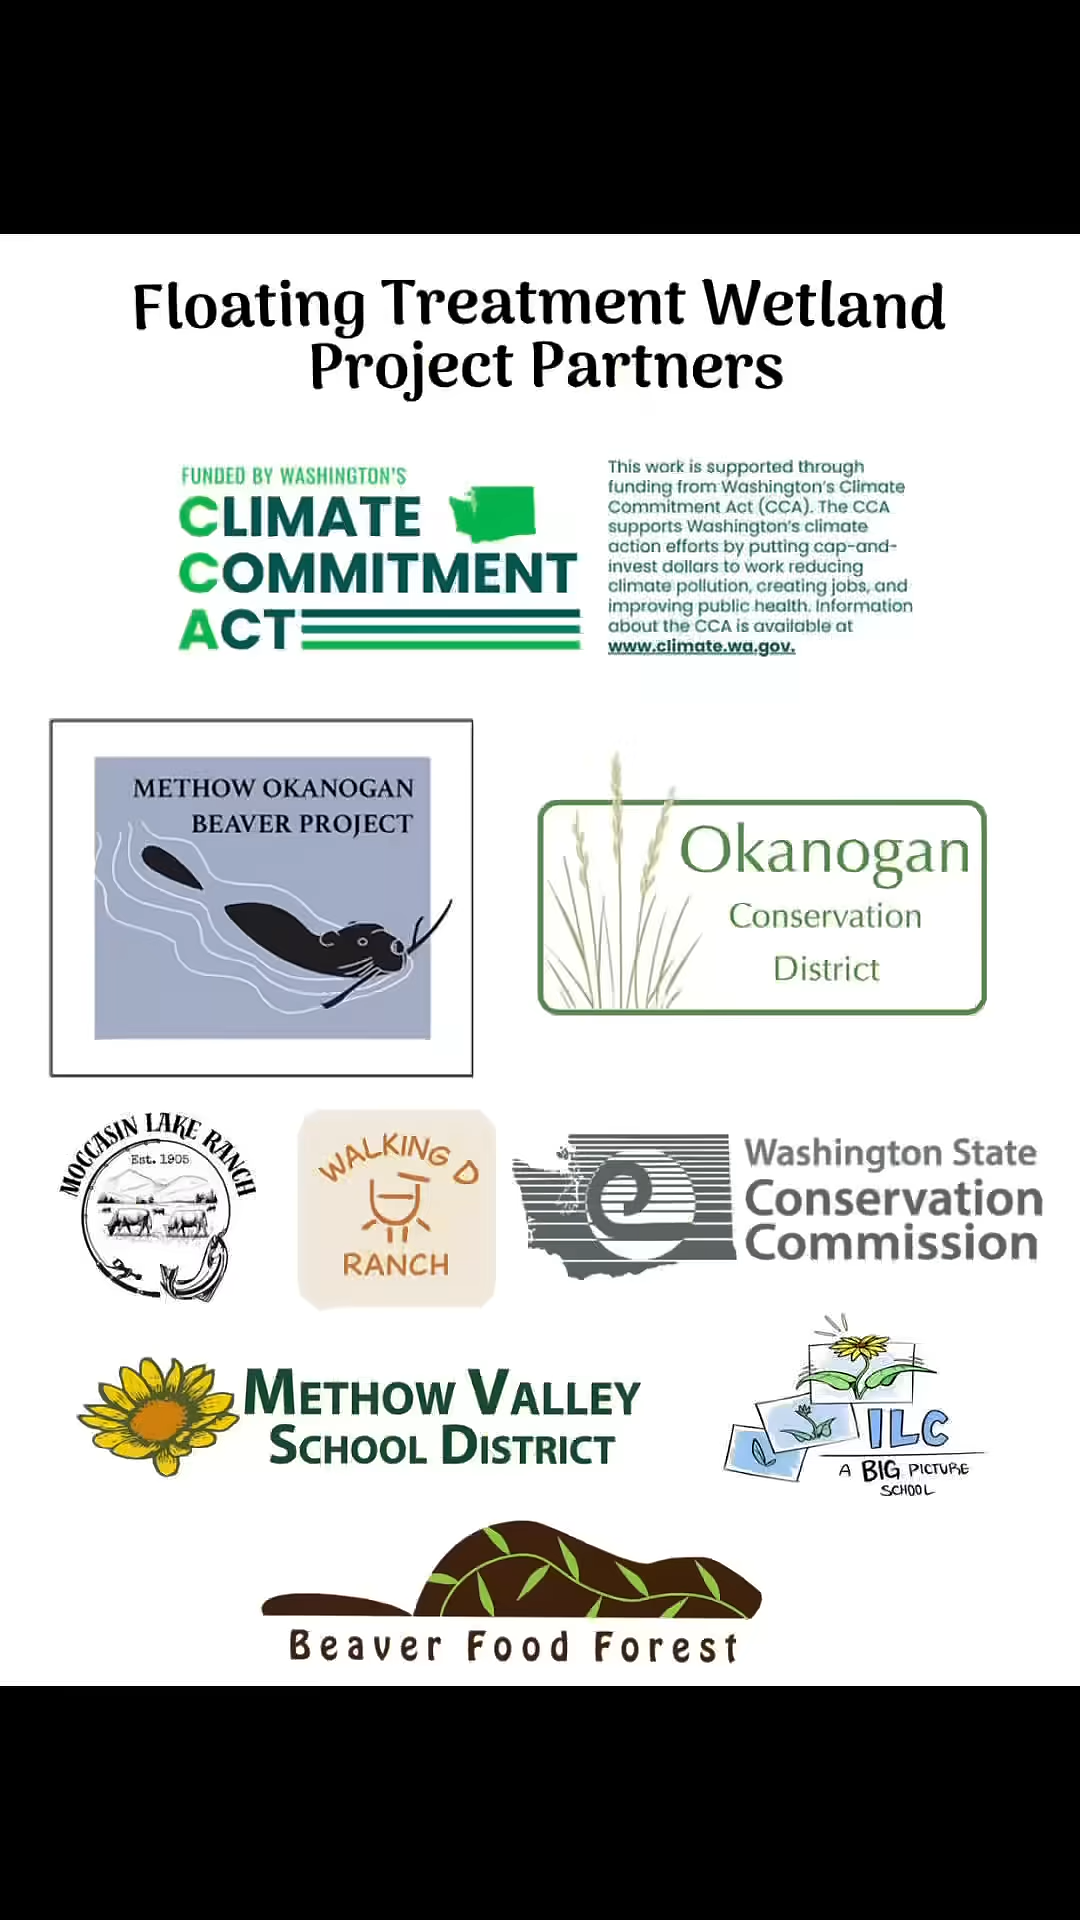 Floating Treatment Wetland
Project Partners
FUNDED BY WASHINGTON'S
CLIMATE
COMMITMENT
ACT
This work is supported through
funding from Washington's Climate
Commitment Act (CCA). The CCA
supports Washington's climate
action efforts by putting cap-and-
invest dollars to work reducing
climate pollution, creating jobs, and
improving public health. Information
about the CCA is available at
www.climate.wa.gov.
METHOW OKANOGAN
BEAVER PROJECT
Okanogan
Conservation
District
MOCCASIN LAKE RANCH
Est. 1905
WALKING D
RANCH
Washington State
Conservation
Commission
METHOW VALLEY
SCHOOL DISTRICT
ILC
A BIG PICTURE
SCHOOL
Beaver Food Forest